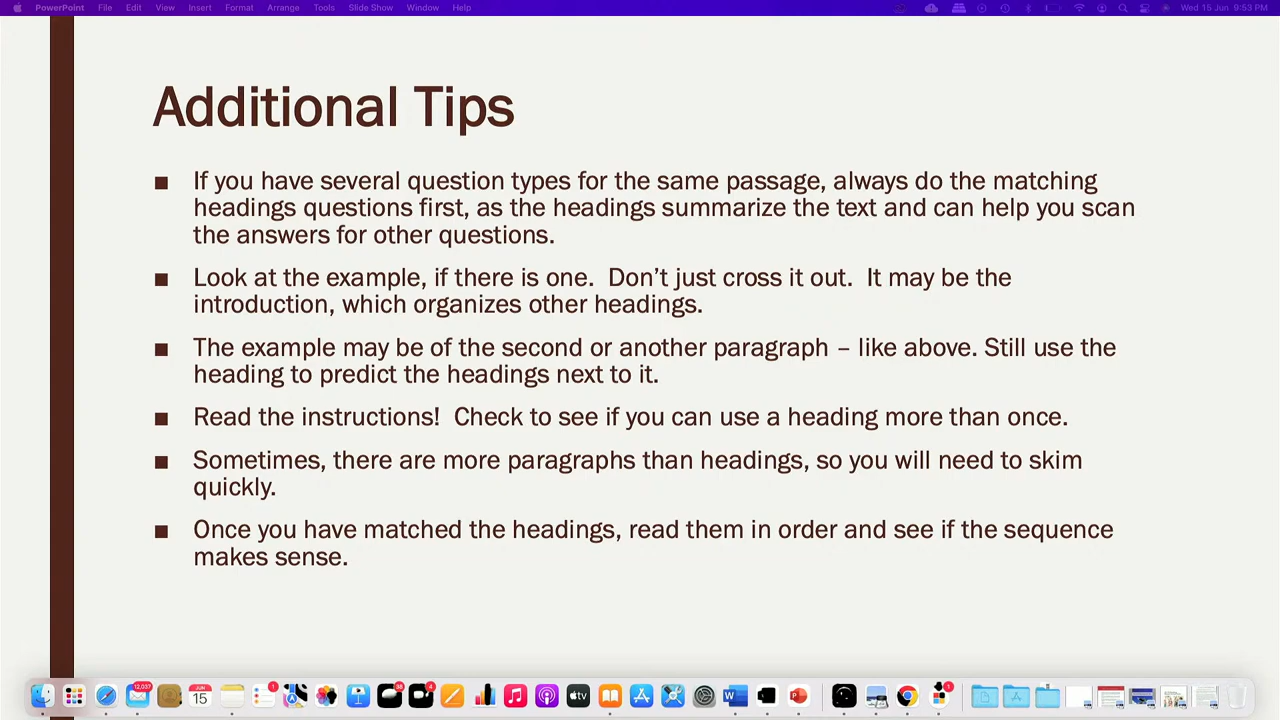 PowerPoint File Edit View Insert Format Arrange Tools Slide Show Window Help Wed 15 Jun 9:53 PM
Additional Tips
■ If you have several question types for the same passage, always do the matching
headings questions first, as the headings summarize the text and can help you scan
the answers for other questions.
■ Look at the example, if there is one.  Don’t just cross it out.  It may be the
introduction, which organizes other headings.
■ The example may be of the second or another paragraph – like above. Still use the
heading to predict the headings next to it.
■ Read the instructions!  Check to see if you can use a heading more than once.
■ Sometimes, there are more paragraphs than headings, so you will need to skim
quickly.
■ Once you have matched the headings, read them in order and see if the sequence
makes sense.
12,037 JUN 1 tv 1
15